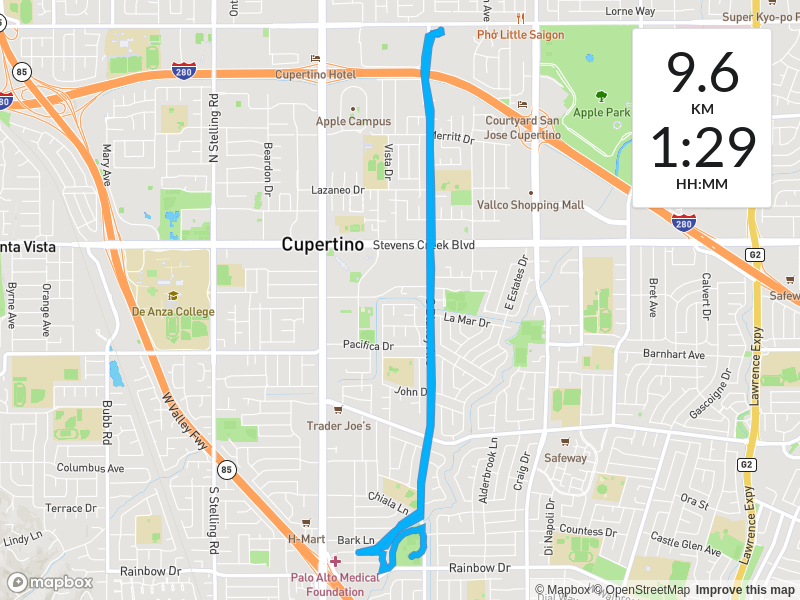 Lorne Way
Super Kyo-po
Phở Little Saigon
85
280
280
Cupertino Hotel
Apple Campus
N Stelling Rd
Courtyard San
Jose Cupertino
Apple Park
Merritt Dr
Mary Ave
Beardon Dr
Vista Dr
Lazaneo Dr
Vallco Shopping Mall
280
9.6
KM
1:29
HH:MM
Cupertino
Stevens Creek Blvd
G2
Byrne Ave
Orange Ave
De Anza College
E Estates Dr
Bret Ave
Calvert Dr
Safeway
La Mar Dr
Pacifica Dr
Barnhart Ave
Lawrence Expy
John D
Gascoigne Dr
Bubb Rd
W Valley Fwy
Trader Joe's
85
Columbus Ave
Alderbrook Ln
Craig Dr
Safeway
G2
Terrace Dr
S Stelling Rd
Chiala Ln
Di Napoli Dr
Ora St
Lawrence Expy
Lindy Ln
H-Mart
Bark Ln
Countess Dr
Castle Glen Ave
Rainbow Dr
Palo Alto Medical
Foundation
Rainbow Dr
mapbox
© Mapbox © OpenStreetMap Improve this map